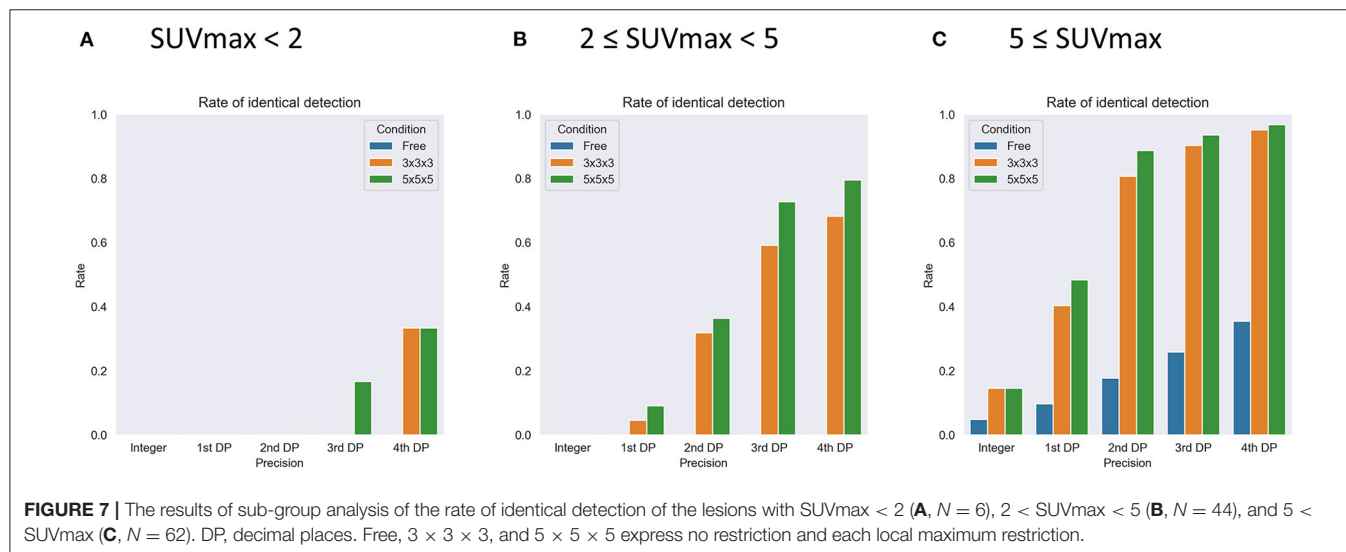 A SUVmax < 2
B 2 ≤ SUVmax < 5
C 5 ≤ SUVmax
Rate of identical detection
1.0
0.8
0.6
0.4
0.2
0.0
Rate
Condition
Free
3x3x3
5x5x5
Integer 1st DP 2nd DP 3rd DP 4th DP
Precision
Rate of identical detection
1.0
0.8
0.6
0.4
0.2
0.0
Rate
Condition
Free
3x3x3
5x5x5
Integer 1st DP 2nd DP 3rd DP 4th DP
Precision
Rate of identical detection
1.0
0.8
0.6
0.4
0.2
0.0
Rate
Condition
Free
3x3x3
5x5x5
Integer 1st DP 2nd DP 3rd DP 4th DP
Precision
FIGURE 7 | The results of sub-group analysis of the rate of identical detection of the lesions with SUVmax < 2 (A, N = 6), 2 < SUVmax < 5 (B, N = 44), and 5 <
SUVmax (C, N = 62). DP, decimal places. Free, 3 × 3 × 3, and 5 × 5 × 5 express no restriction and each local maximum restriction.